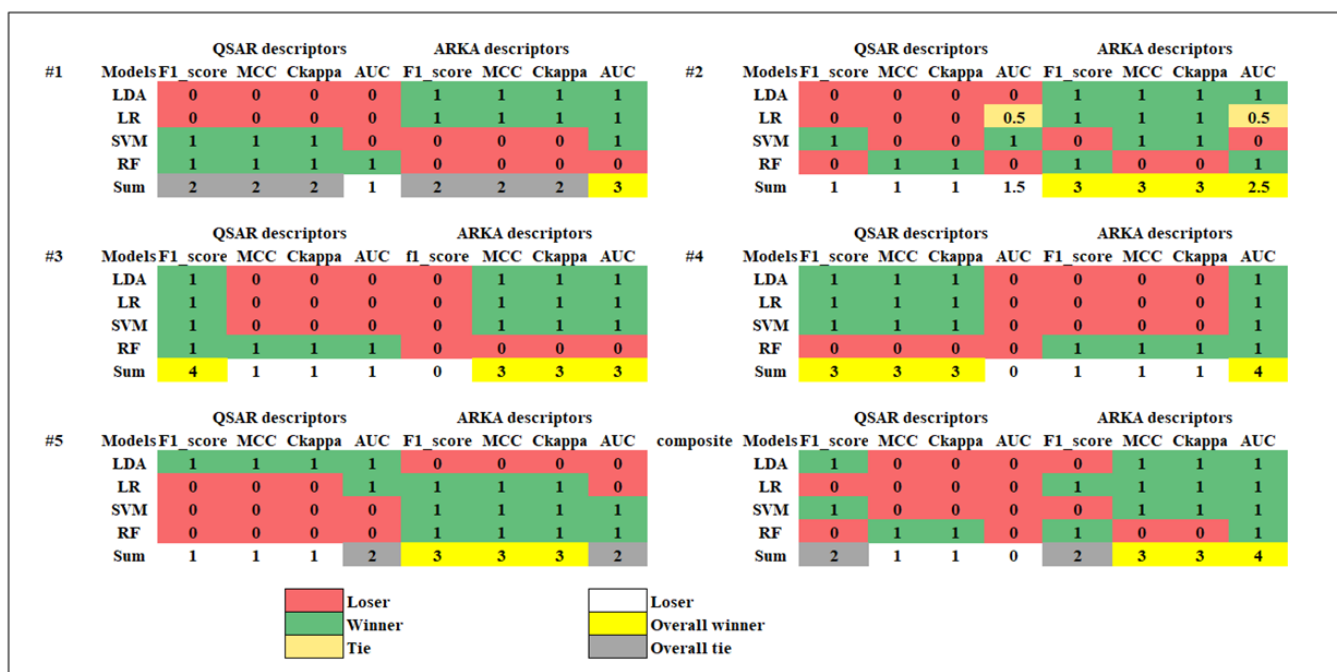 QSAR descriptors ARKA descriptors
#1 Models F1_score MCC Ckappa AUC F1_score MCC Ckappa AUC
LDA 0 0 0 0 1 1 1 1
LR 0 0 0 0 1 1 1 1
SVM 1 1 1 0 0 0 0 1
RF 1 1 1 1 0 0 0 0
Sum 2 2 2 1 2 2 2 3
QSAR descriptors ARKA descriptors
#2 Models F1_score MCC Ckappa AUC F1_score MCC Ckappa AUC
LDA 0 0 0 0 1 1 1 1
LR 0 0 0 0.5 1 1 1 0.5
SVM 1 0 0 1 0 1 1 0
RF 0 1 1 0 1 0 0 1
Sum 1 1 1 1.5 3 3 3 2.5
QSAR descriptors ARKA descriptors
#3 Models F1_score MCC Ckappa AUC f1_score MCC Ckappa AUC
LDA 1 0 0 0 0 1 1 1
LR 1 0 0 0 0 1 1 1
SVM 1 0 0 0 0 1 1 1
RF 1 1 1 1 0 0 0 0
Sum 4 1 1 1 0 3 3 3
QSAR descriptors ARKA descriptors
#4 Models F1_score MCC Ckappa AUC F1_score MCC Ckappa AUC
LDA 1 1 1 0 0 0 0 1
LR 1 1 1 0 0 0 0 1
SVM 1 1 1 0 0 0 0 1
RF 0 0 0 0 1 1 1 1
Sum 3 3 3 0 1 1 1 4
QSAR descriptors ARKA descriptors
#5 Models F1_score MCC Ckappa AUC F1_score MCC Ckappa AUC
LDA 1 1 1 1 0 0 0 0
LR 0 0 0 1 1 1 1 0
SVM 0 0 0 0 1 1 1 1
RF 0 0 0 0 1 1 1 1
Sum 1 1 1 2 3 3 3 2
QSAR descriptors ARKA descriptors
composite Models F1_score MCC Ckappa AUC F1_score MCC Ckappa AUC
LDA 1 0 0 0 0 1 1 1
LR 0 0 0 0 1 1 1 1
SVM 1 0 0 0 0 1 1 1
RF 0 1 1 0 1 0 0 1
Sum 2 1 1 0 2 3 3 4
Loser
Winner
Tie
Loser
Overall winner
Overall tie